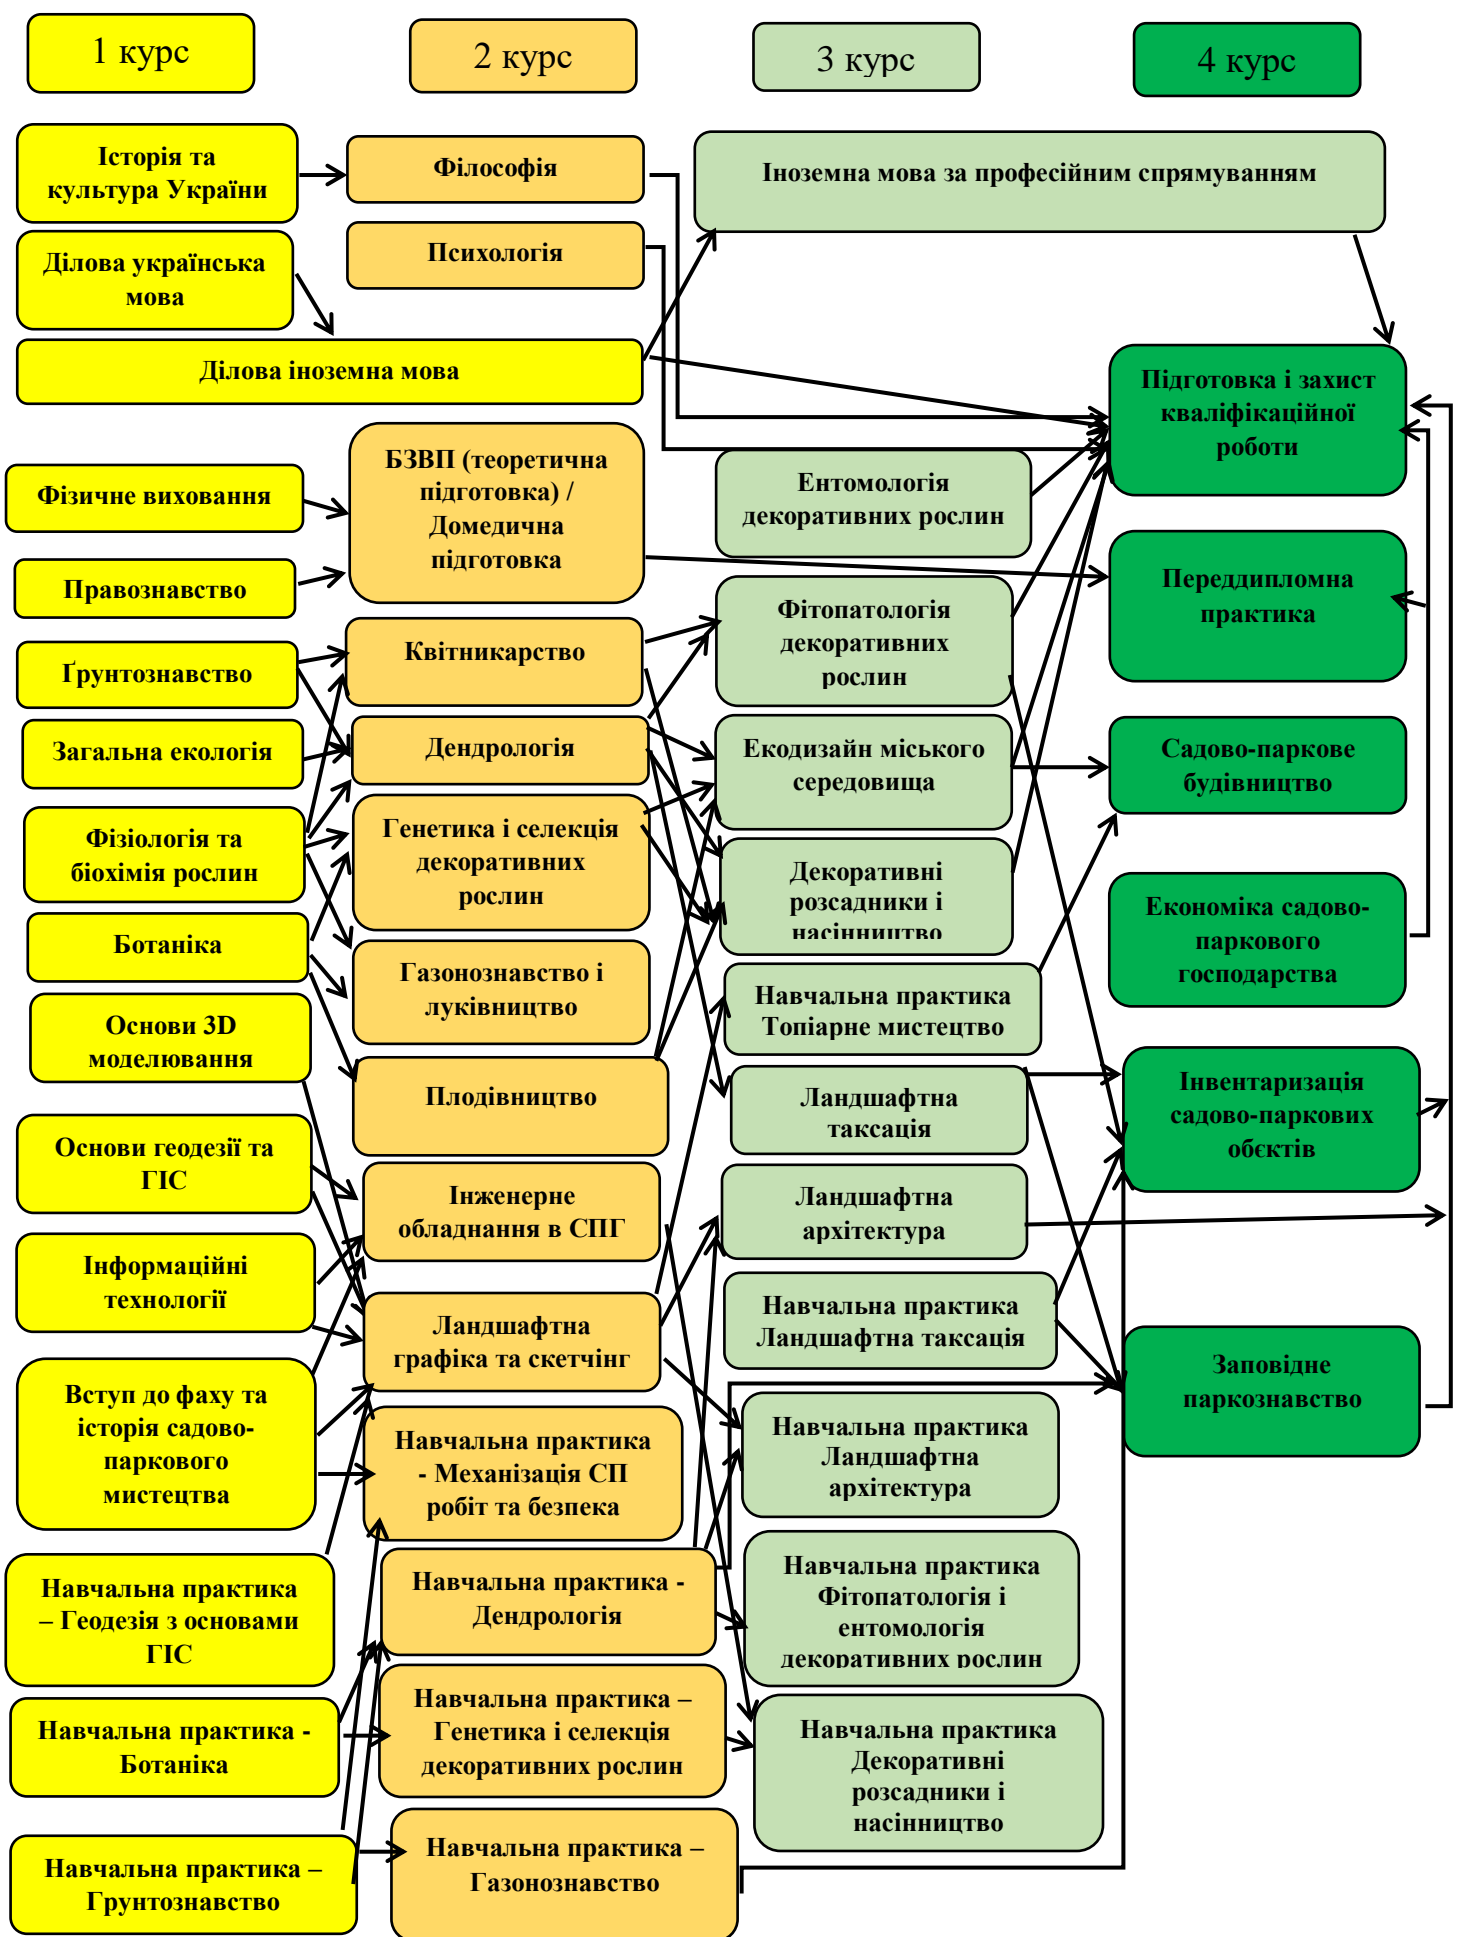 1 курс
2 курс
3 курс
4 курс
Історія та
культура України
Ділова українська
мова
Ділова іноземна мова
Фізичне виховання
Правознавство
Ґрунтознавство
Загальна екологія
Фізіологія та
біохімія рослин
Ботаніка
Основи 3D
моделювання
Основи геодезії та
ГІС
Інформаційні
технології
Вступ до фаху та
історія садово-
паркового
мистецтва
Навчальна практика
– Геодезія з основами
ГІС
Навчальна практика -
Ботаніка
Навчальна практика –
Грунтознавство
Філософія
Психологія
БЗВП (теоретична
підготовка) /
Домедична
підготовка
Квітникарство
Дендрологія
Генетика і селекція
декоративних
рослин
Газонознавство і
луківництво
Плодівництво
Інженерне
обладнання в СПГ
Ландшафтна
графіка та скетчінг
Навчальна практика
- Механізація СП
робіт та безпека
Навчальна практика -
Дендрологія
Навчальна практика –
Генетика і селекція
декоративних рослин
Навчальна практика –
Газонознавство
Іноземна мова за професійним спрямуванням
Ентомологія
декоративних рослин
Фітопатологія
декоративних
рослин
Екодизайн міського
середовища
Декоративні
розсадники і
насінництво
Навчальна практика
Топіарне мистецтво
Ландшафтна
таксація
Ландшафтна
архітектура
Навчальна практика
Ландшафтна таксація
Навчальна практика
Ландшафтна
архітектура
Навчальна практика
Фітопатологія і
ентомологія
декоративних рослин
Навчальна практика
Декоративні
розсадники і
насінництво
Підготовка і захист
кваліфікаційної
роботи
Переддипломна
практика
Садово-паркове
будівництво
Економіка садово-
паркового
господарства
Інвентаризація
садово-паркових
обєктів
Заповідне
паркознавство